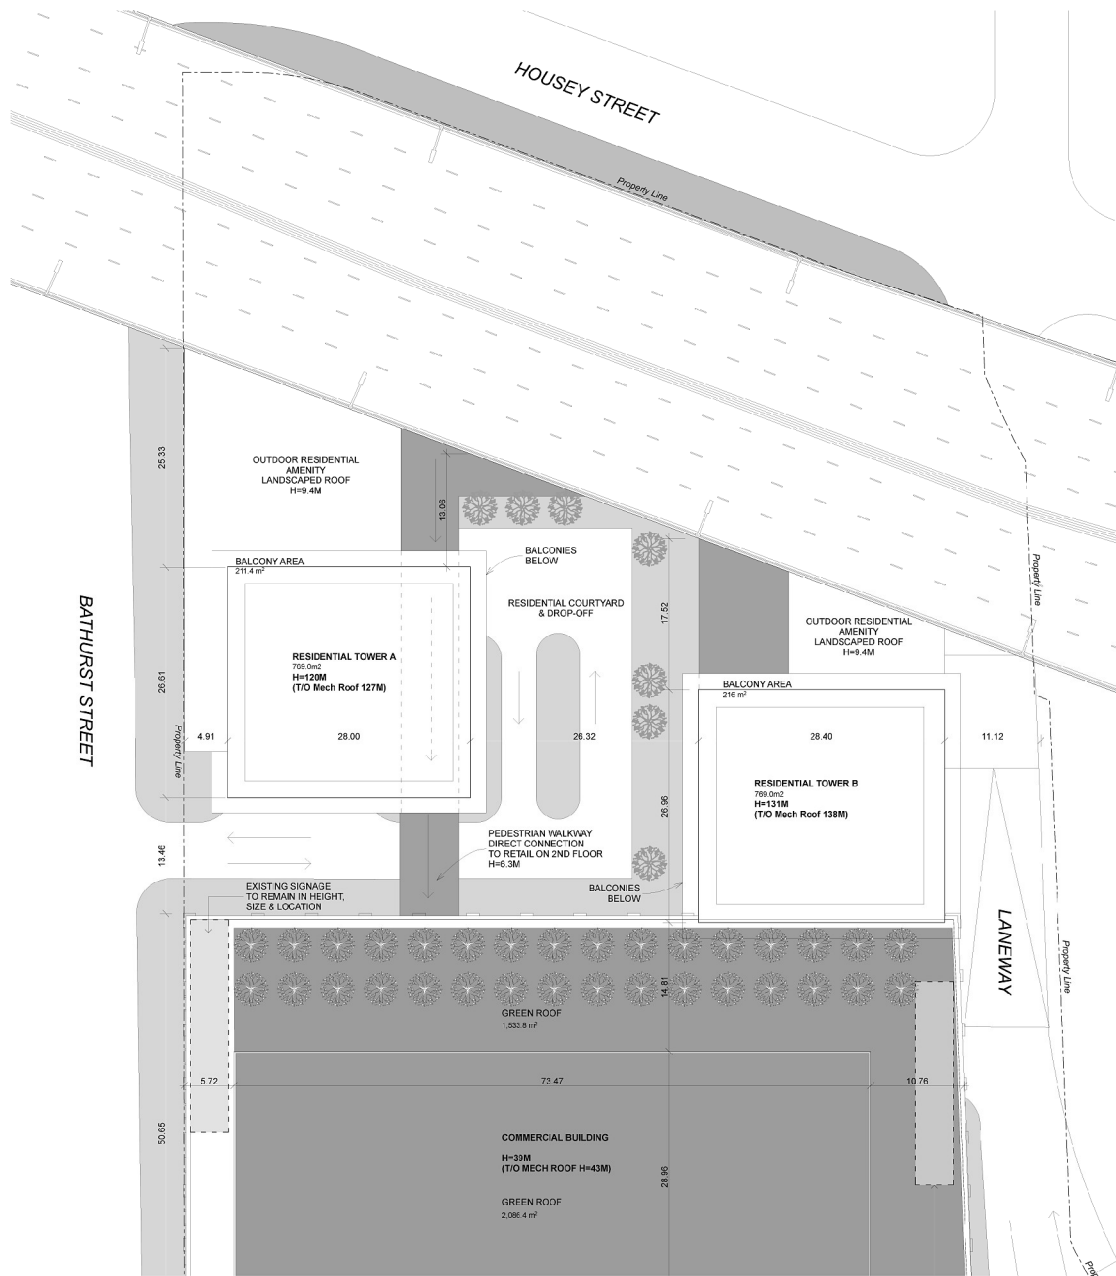 HOUSEY STREET
Property Line
25.33
OUTDOOR RESIDENTIAL
AMENITY
LANDSCAPED ROOF
H=9.4M
13.06
BALCONY AREA
211.4 m²
BALCONIES
BELOW
RESIDENTIAL COURTYARD
& DROP-OFF
17.52
Property Line
OUTDOOR RESIDENTIAL
AMENITY
LANDSCAPED ROOF
H=9.4M
BATHURST STREET
RESIDENTIAL TOWER A
769.0m2
H=120M
(T/O Mech Roof 127M)
26.61
BALCONY AREA
216 m²
Property Line
4.91
28.00
26.32
28.40
11.12
RESIDENTIAL TOWER B
769.0m2
H=131M
(T/O Mech Roof 138M)
26.96
13.46
PEDESTRIAN WALKWAY
DIRECT CONNECTION
TO RETAIL ON 2ND FLOOR
H=6.3M
EXISTING SIGNAGE
TO REMAIN IN HEIGHT,
SIZE & LOCATION
BALCONIES
BELOW
LANEWAY
Property Line
14.81
GREEN ROOF
1,533.8 m²
5.72
73.47
10.76
50.65
COMMERCIAL BUILDING
H=39M
(T/O MECH ROOF H=43M)
28.96
GREEN ROOF
2,086.4 m²